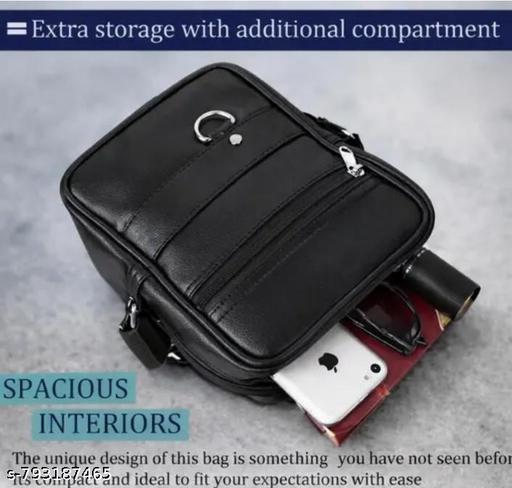 Extra storage with additional compartment
SPACIOUS
INTERIORS
The unique design of this bag is something you have not seen befor
its compact and ideal to fit your expectations with ease
s-793187465